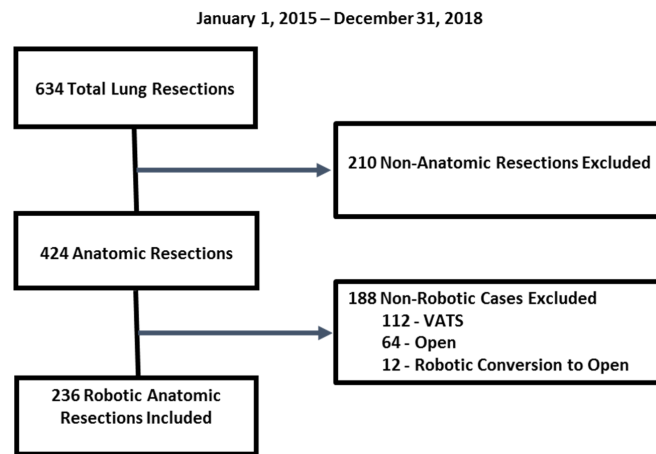 January 1, 2015 – December 31, 2018
634 Total Lung Resections
210 Non-Anatomic Resections Excluded
424 Anatomic Resections
188 Non-Robotic Cases Excluded
112 - VATS
64 - Open
12 - Robotic Conversion to Open
236 Robotic Anatomic
Resections Included